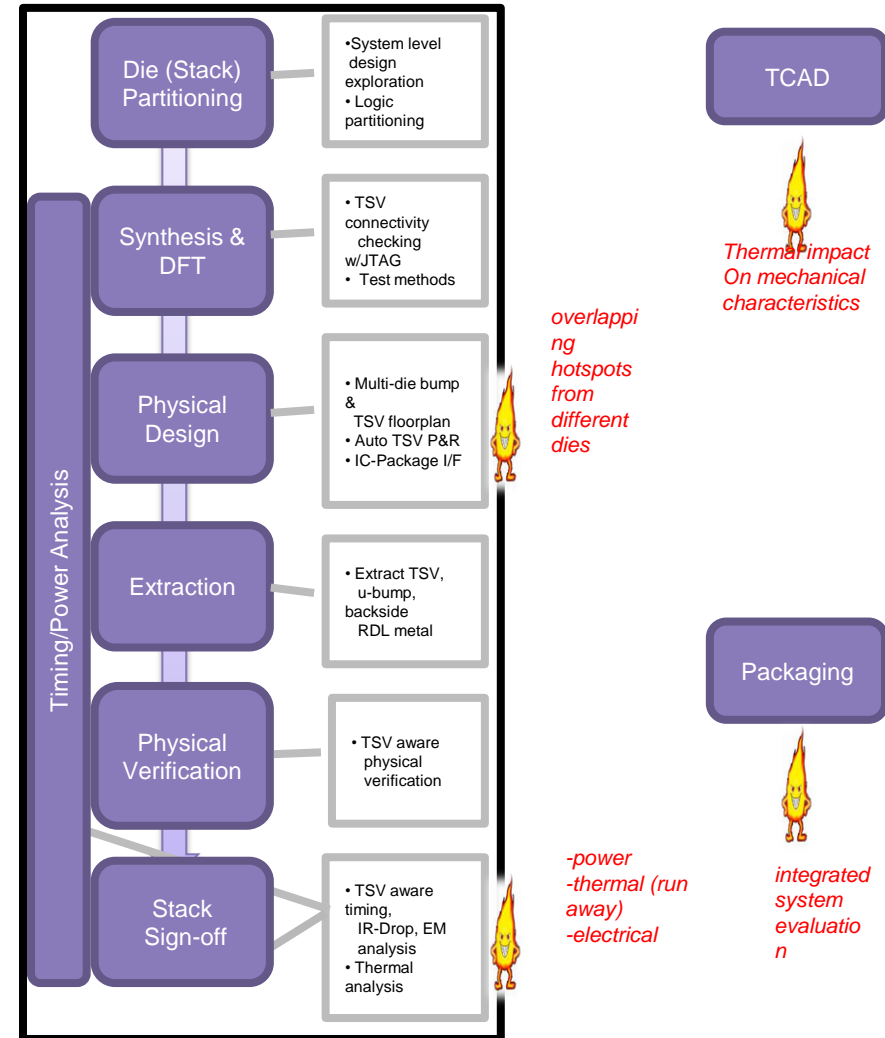 Die (Stack)
Partitioning
•System level
design
exploration
• Logic
partitioning
TCAD
Synthesis &
DFT
• TSV
connectivity
checking
w/JTAG
• Test methods
Thermal impact
On mechanical
characteristics
overlappi
ng
hotspots
from
different
dies
Physical
Design
• Multi-die bump
&
TSV floorplan
• Auto TSV P&R
• IC-Package I/F
Timing/Power Analysis
Extraction
• Extract TSV,
u-bump,
backside
RDL metal
Packaging
Physical
Verification
• TSV aware
physical
verification
Stack
Sign-off
• TSV aware
timing,
IR-Drop, EM
analysis
• Thermal
analysis
-power
-thermal (run
away)
-electrical
integrated
system
evaluatio
n